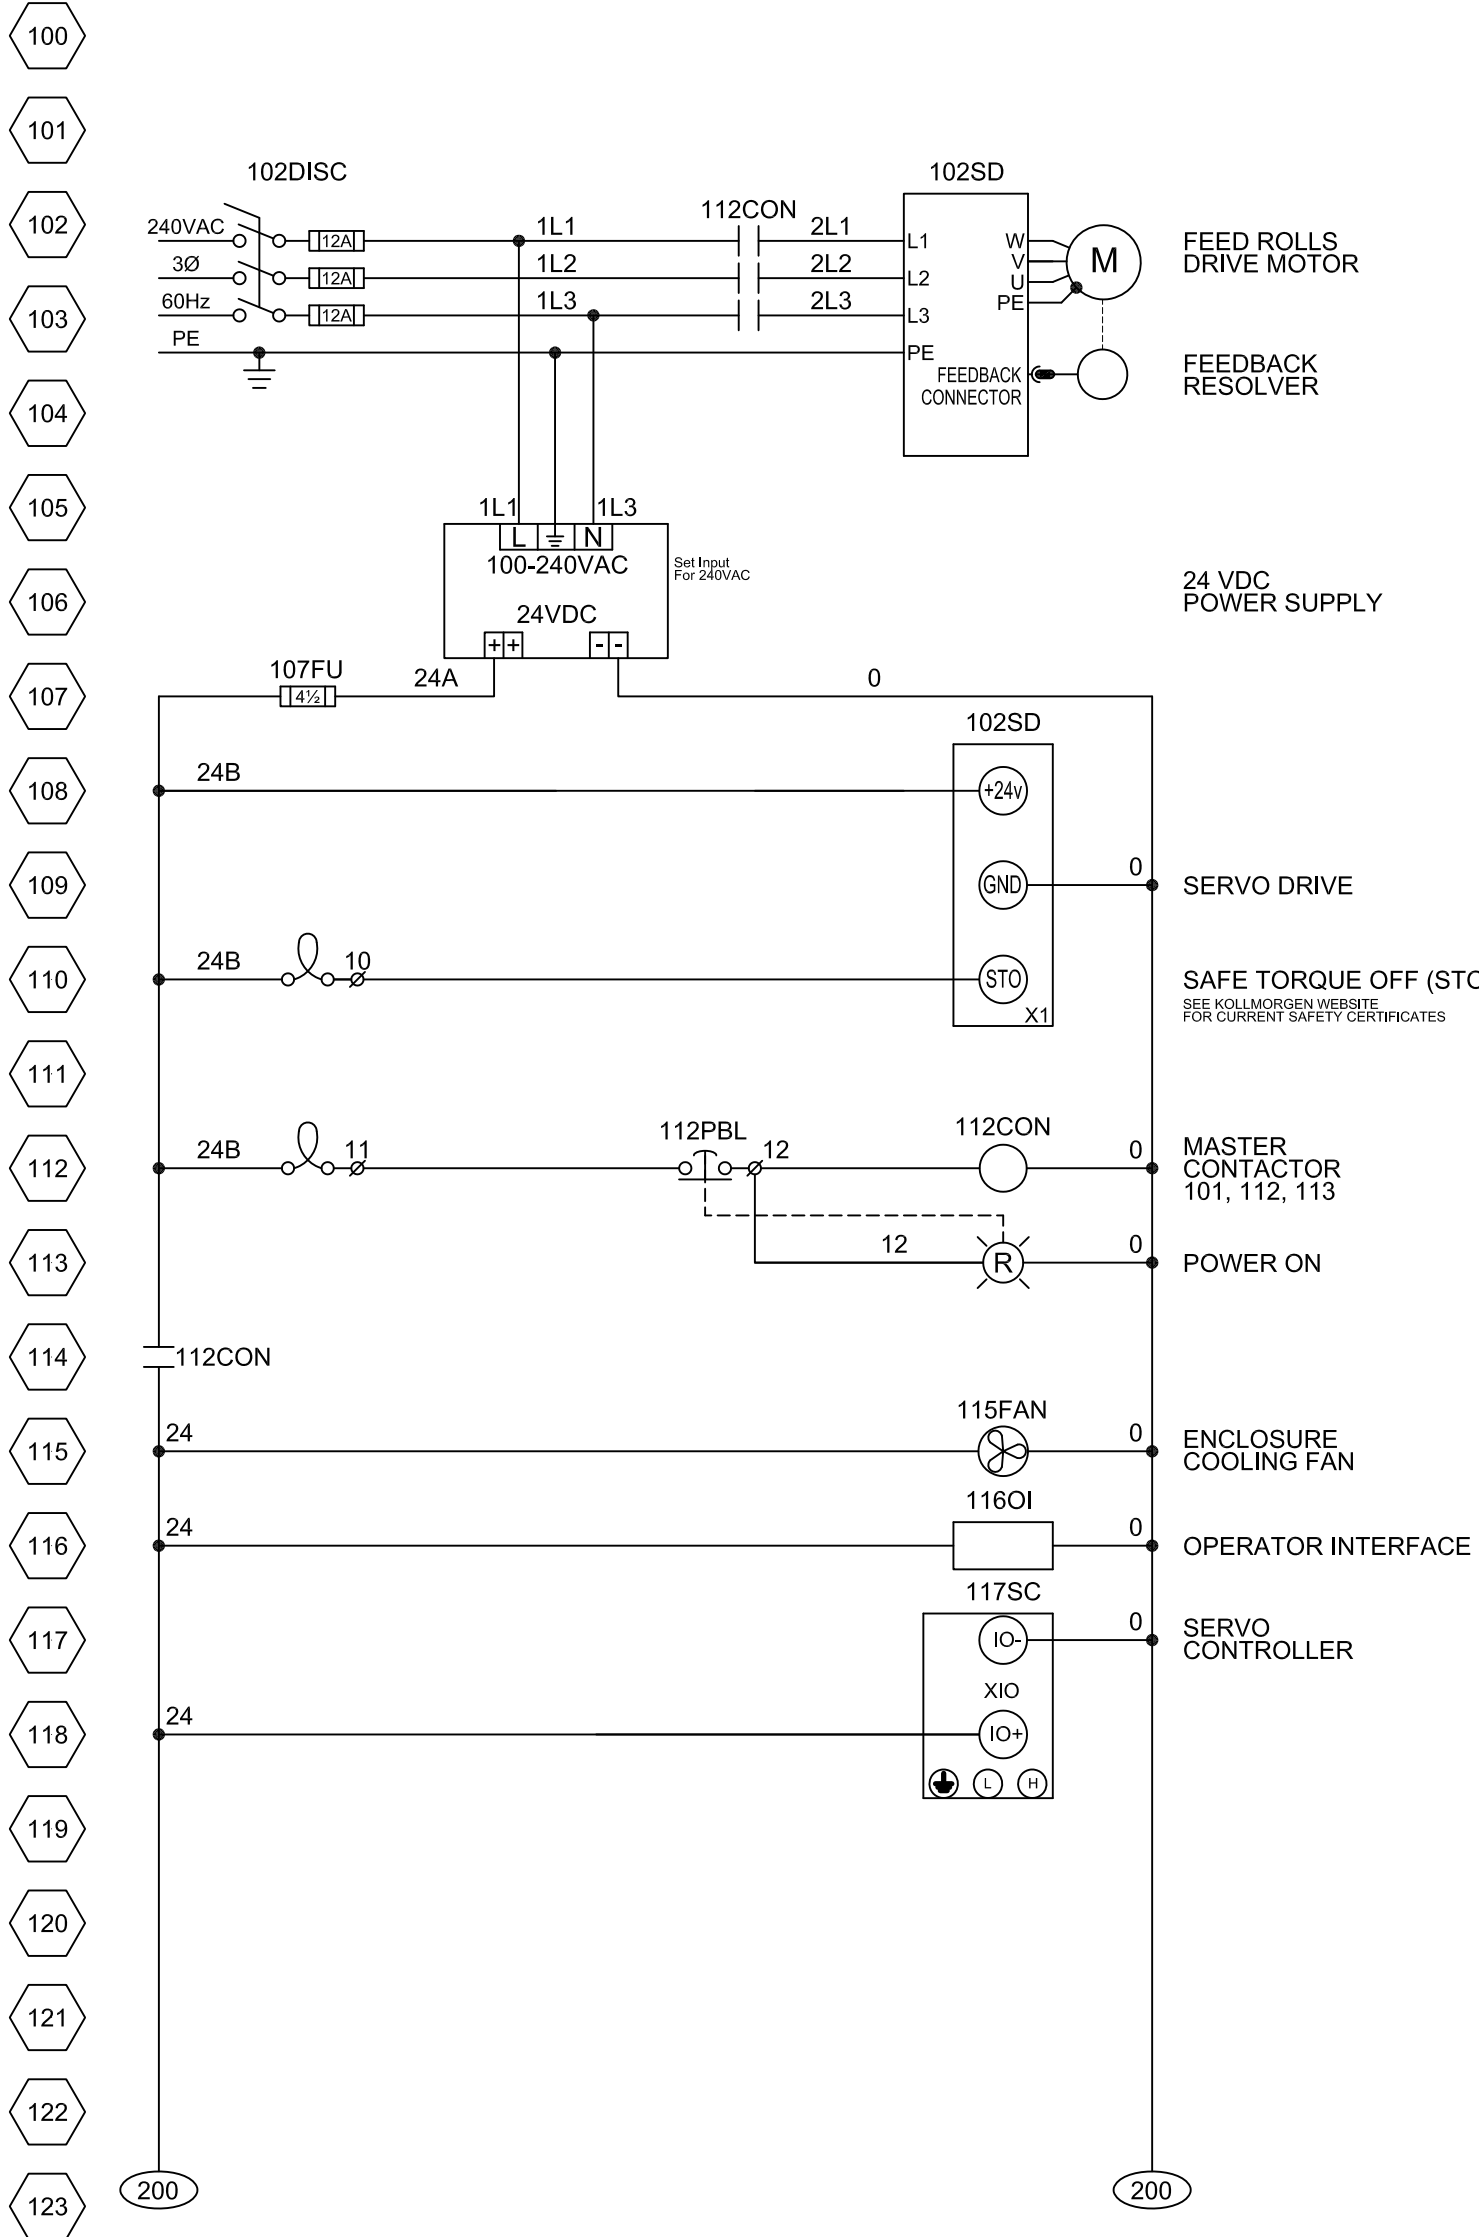 100
101
102DISC
102SD
102
240VAC
12A
1L1
112CON
2L1
L1
W
M
FEED ROLLS
3Ø
12A
1L2
2L2
L2
V
DRIVE MOTOR
U
103
60Hz
12A
1L3
2L3
L3
PE
PE
PE
FEEDBACK
CONNECTOR
FEEDBACK
RESOLVER
104
105
1L1
1L3
L
N
100-240VAC
Set Input
For 240VAC
106
24VDC
24 VDC
POWER SUPPLY
+
+
-
-
107
107FU
4½
24A
0
102SD
108
24B
+24v
109
GND
0
SERVO DRIVE
110
24B
10
STO
X1
SAFE TORQUE OFF (STO
SEE KOLLMORGEN WEBSITE
FOR CURRENT SAFETY CERTIFICATES
111
112
24B
11
112PBL
12
112CON
0
MASTER
CONTACTOR
101, 112, 113
113
12
R
0
POWER ON
114
112CON
115
24
115FAN
0
ENCLOSURE
COOLING FAN
116
24
116OI
0
OPERATOR INTERFACE
117
117SC
IO-
0
SERVO
CONTROLLER
XIO
118
24
IO+
L
H
119
120
121
122
123
200
200